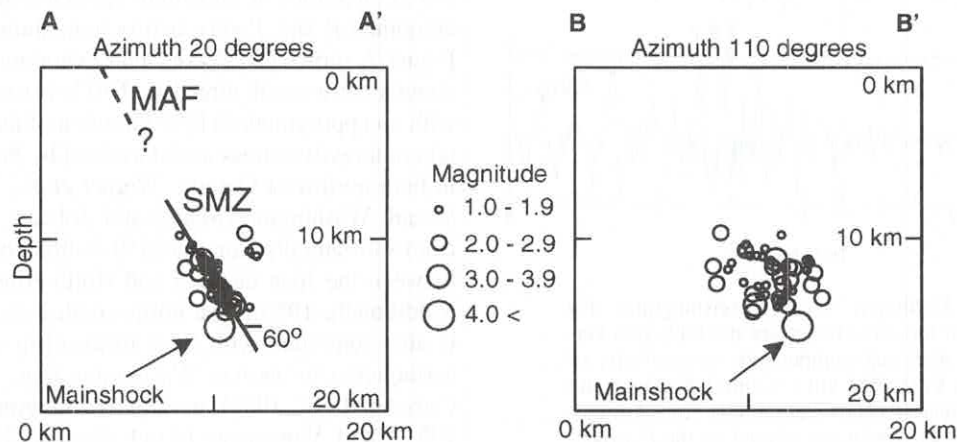 A A'
Azimuth 20 degrees
0 km
MAF
?
SMZ
Depth
10 km
60°
Mainshock
20 km
0 km 20 km
Magnitude
1.0 - 1.9
2.0 - 2.9
3.0 - 3.9
4.0 <
B B'
Azimuth 110 degrees
0 km
10 km
Mainshock
20 km
0 km 20 km